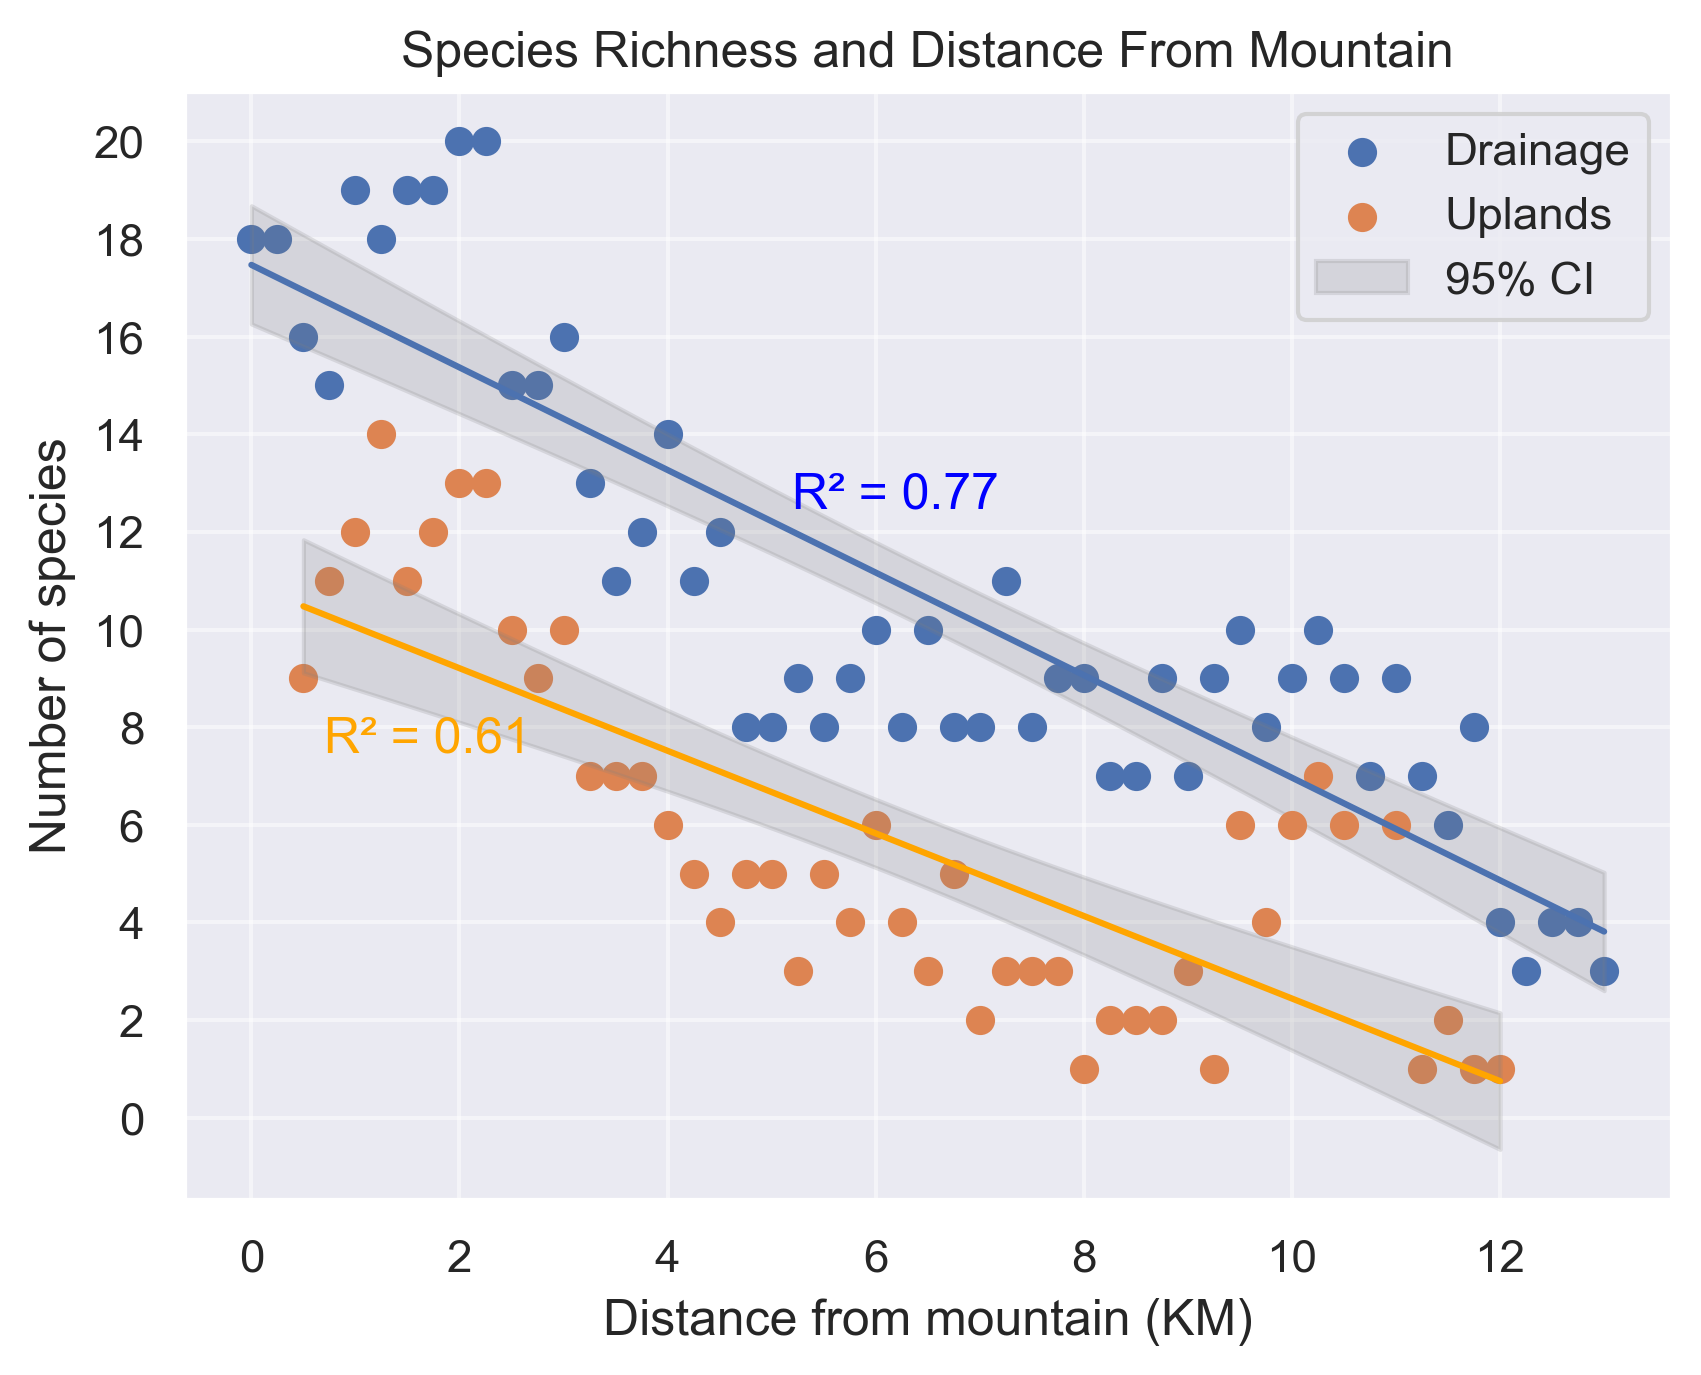 Species Richness and Distance From Mountain
Drainage
Uplands
95% CI
Number of species
20
18
16
14
12
10
8
6
4
2
0
R² = 0.77
R² = 0.61
0 2 4 6 8 10 12
Distance from mountain (KM)